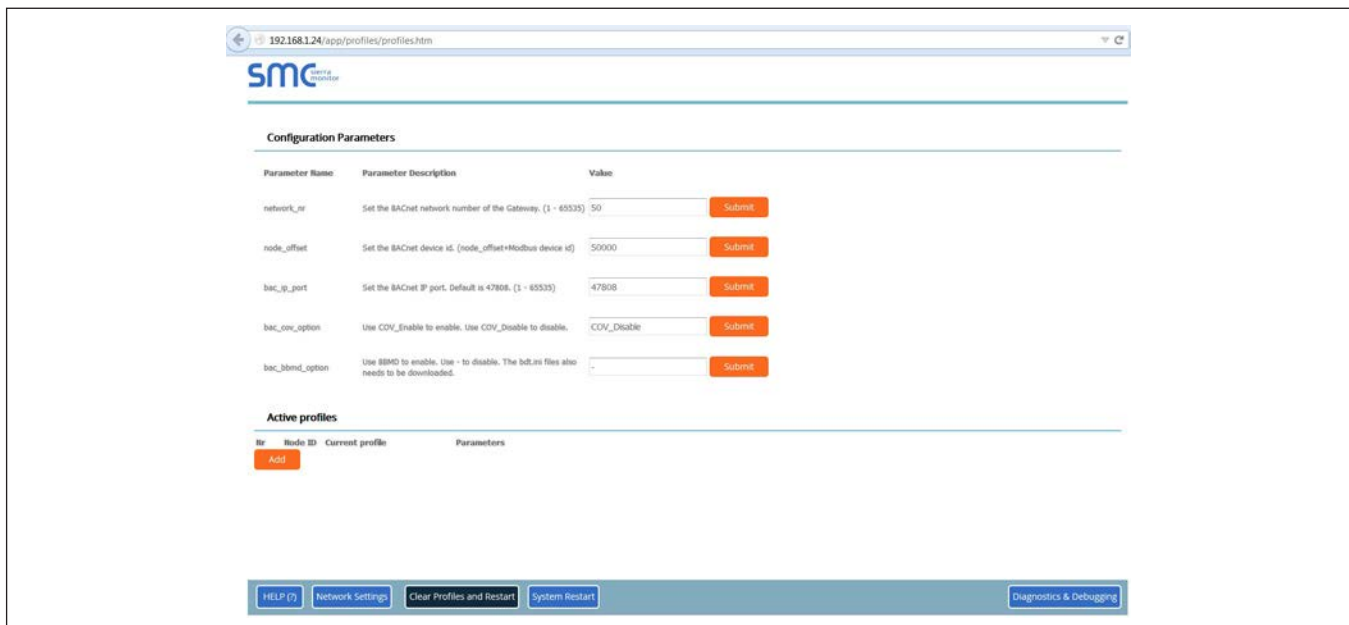 192.168.1.24/app/profiles/profiles.htm
smc sierra monitor
Configuration Parameters
Parameter Name Parameter Description Value
network_nr Set the BACnet network number of the Gateway. (1 - 65535) 50 Submit
node_offset Set the BACnet device id. (node_offset+Modbus device id) 50000 Submit
bac_ip_port Set the BACnet IP port. Default is 47808. (1 - 65535) 47808 Submit
bac_cov_option Use COV_Enable to enable. Use COV_Disable to disable. COV_Disable Submit
bac_bbmd_option Use BBMD to enable. Use - to disable. The bdt.ini files also needs to be downloaded. - Submit
Active profiles
Nr Node ID Current profile Parameters
Add
HELP (?) Network Settings Clear Profiles and Restart System Restart Diagnostics & Debugging